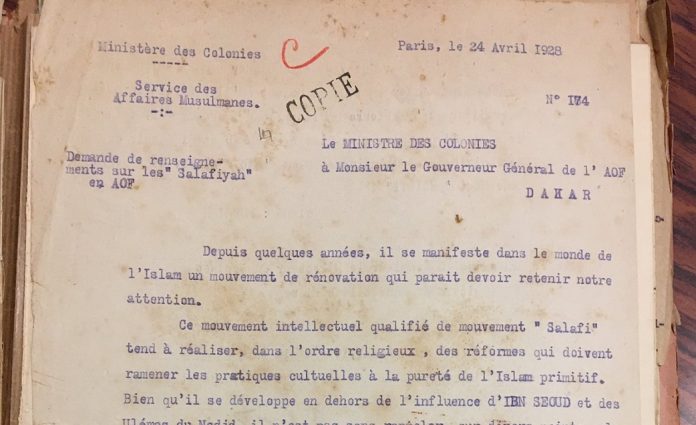 Ministère des Colonies
C
Paris, le 24 Avril 1928
-----
Service des
Affaires Musulmanes.
-:-
COPIE
N° 174
Le MINISTRE DES COLONIES
à Monsieur le Gouverneur Général de l' AOF
DAKAR
Demande de renseigne-
ments sur les" Salafiyah"
en AOF
Depuis quelques années, il se manifeste dans le monde de
l'Islam un mouvement de rénovation qui parait devoir retenir notre
attention.
Ce mouvement intellectuel qualifié de mouvement " Salafi"
tend à réaliser, dans l'ordre religieux , des réformes qui doivent
ramener les pratiques cultuelles à la pureté de l'Islam primitif.
Bien qu'il se développe en dehors de l'influence d'IBN SEOUD et des
Ulémas du Nedjd, il n'est pas sans rappeler